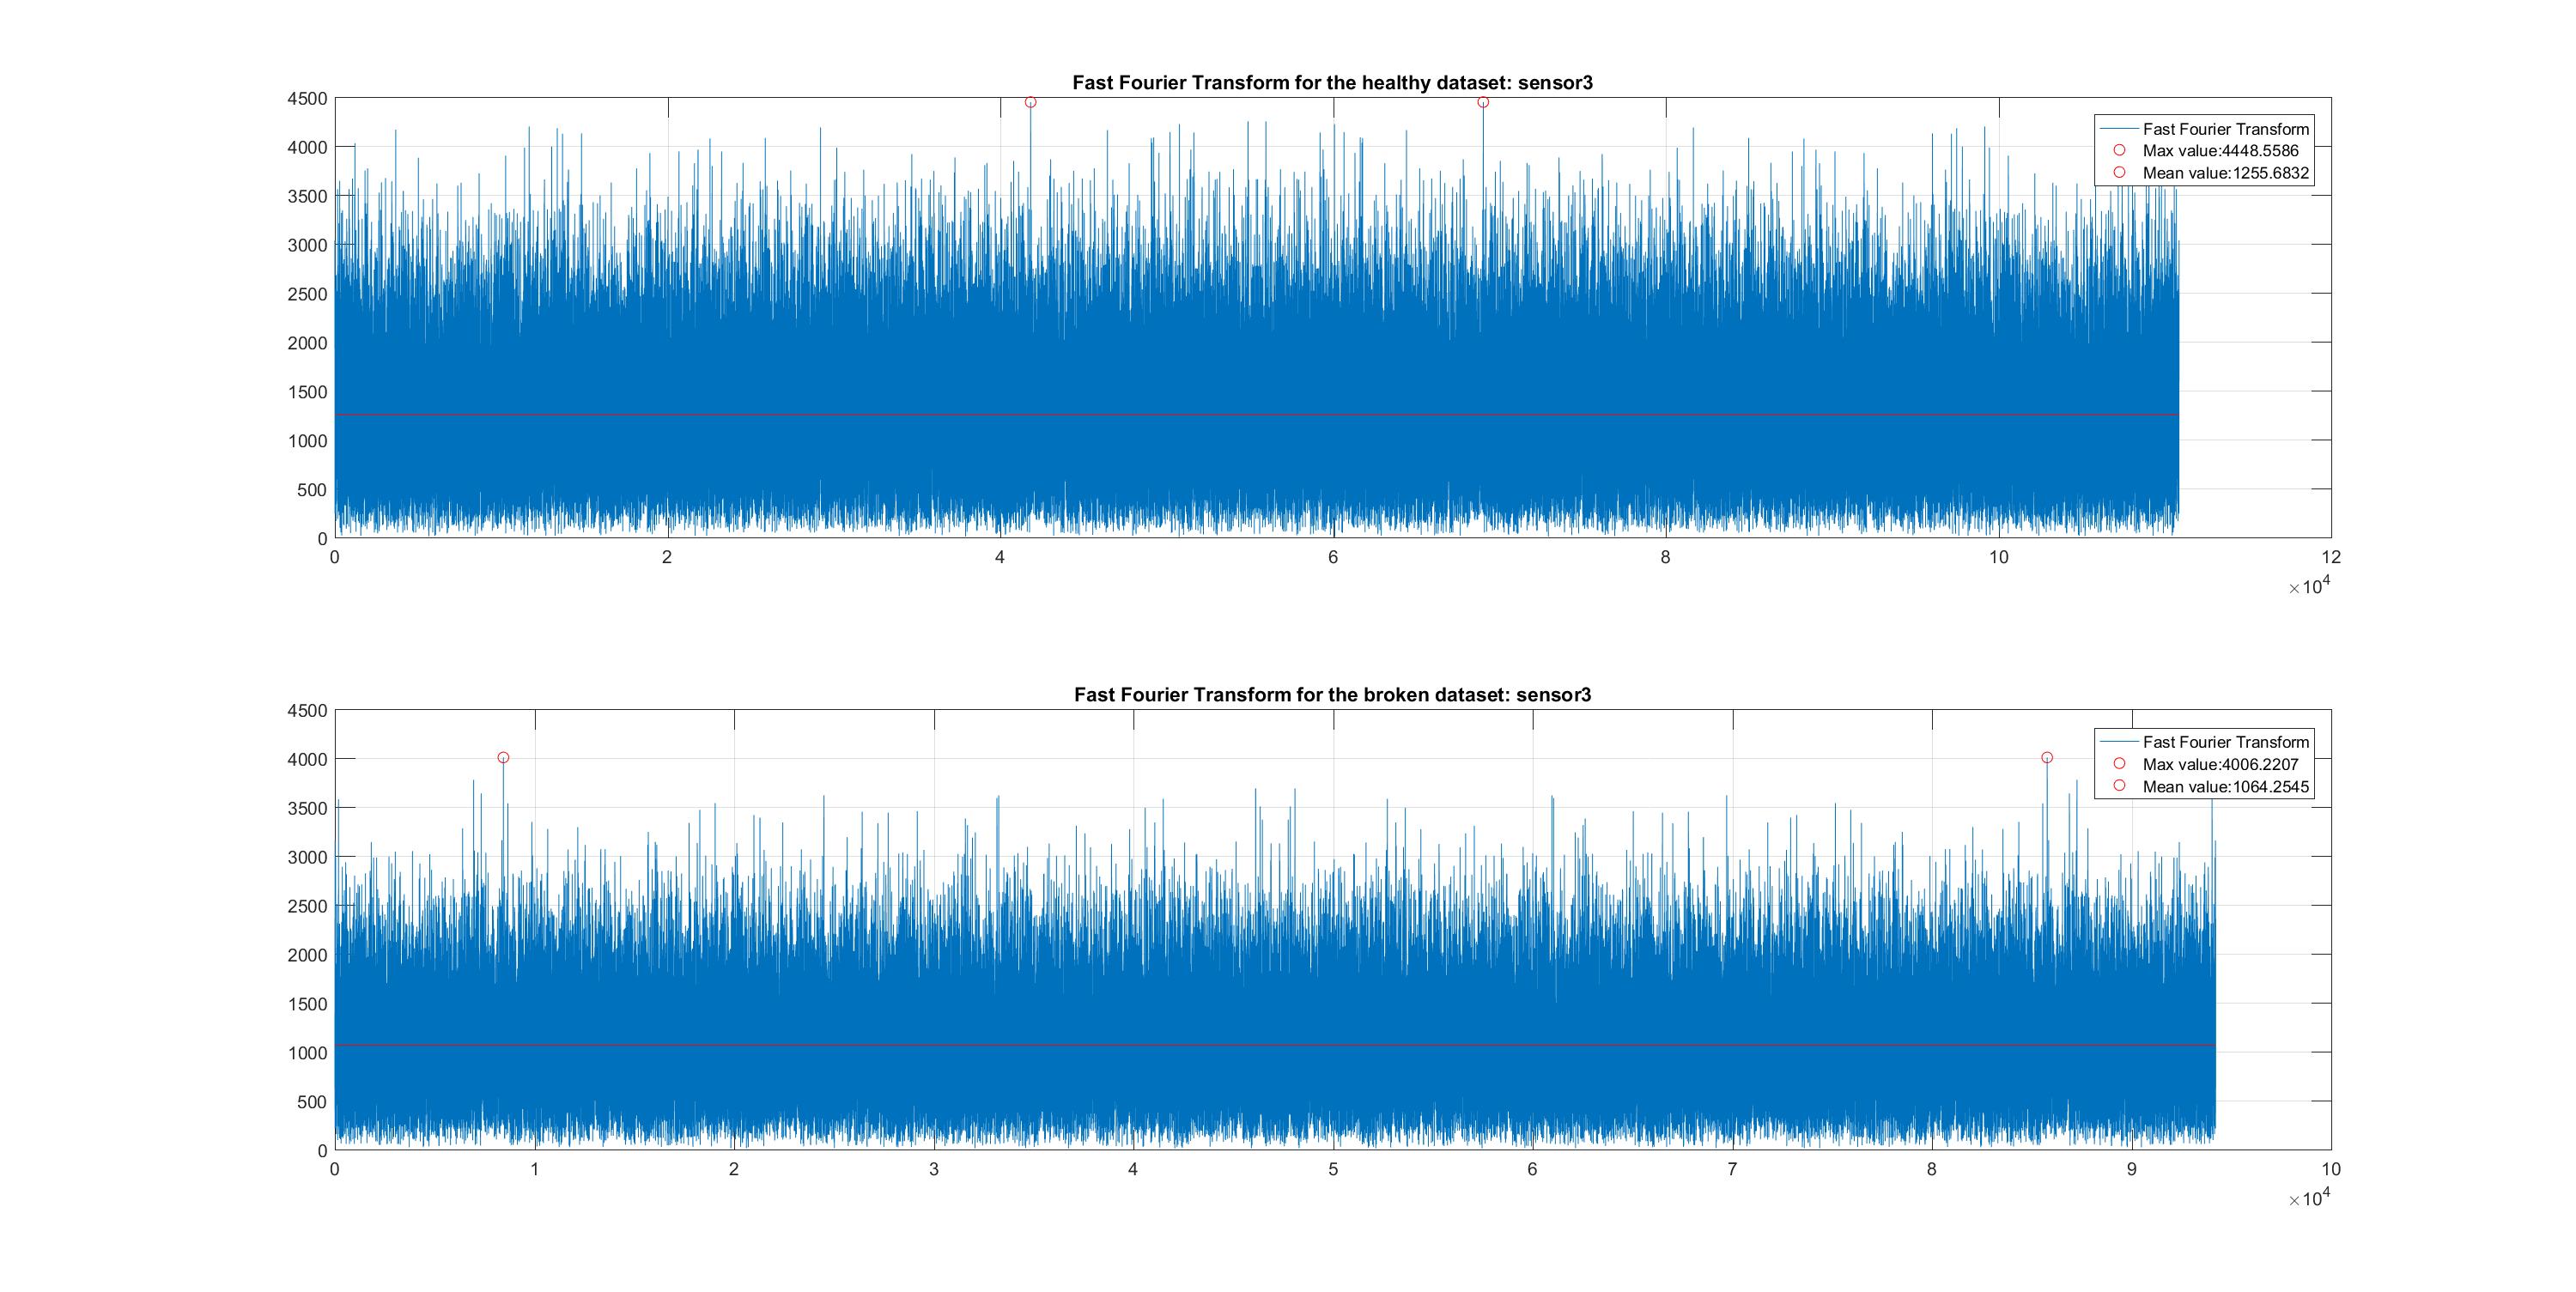 Fast Fourier Transform for the healthy dataset: sensor3
4500
4000
3500
3000
2500
2000
1500
1000
500
0
Fast Fourier Transform
Max value:4448.5586
Mean value:1255.6832
0 2 4 6 8 10 12
×10^4
Fast Fourier Transform for the broken dataset: sensor3
4500
4000
3500
3000
2500
2000
1500
1000
500
0
Fast Fourier Transform
Max value:4006.2207
Mean value:1064.2545
0 1 2 3 4 5 6 7 8 9 10
×10^4